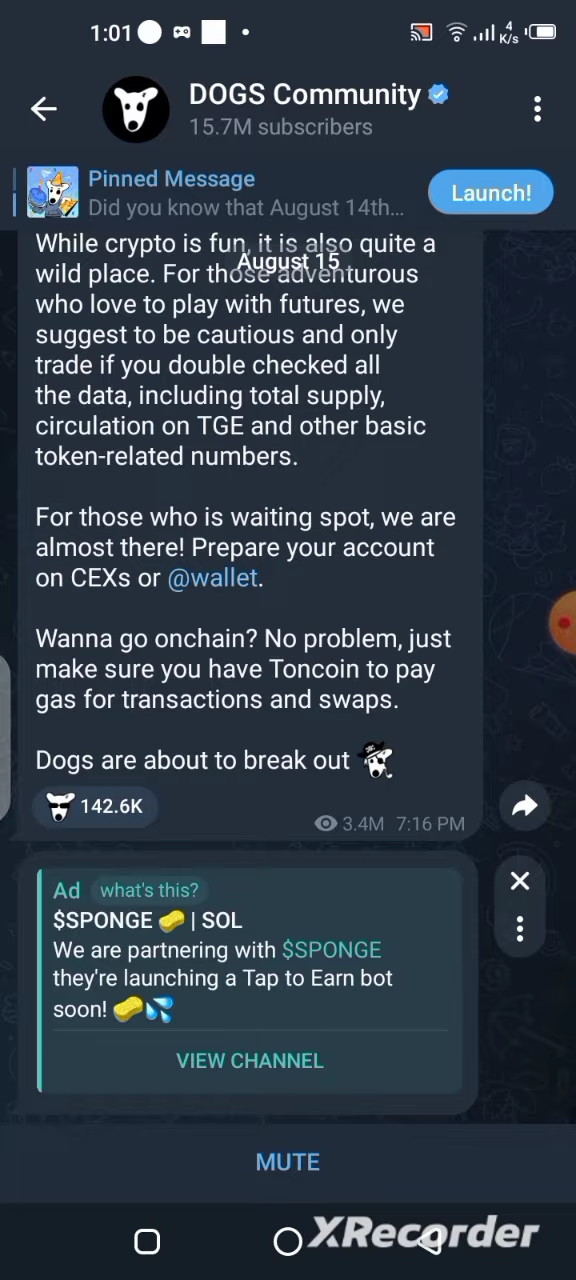 1:01
4
K/s
DOGS Community
15.7M subscribers
Pinned Message
Did you know that August 14th...
Launch!
While crypto is fun, it is also quite a
August 15
wild place. For those adventurous
who love to play with futures, we
suggest to be cautious and only
trade if you double checked all
the data, including total supply,
circulation on TGE and other basic
token-related numbers.
For those who is waiting spot, we are
almost there! Prepare your account
on CEXs or @wallet.
Wanna go onchain? No problem, just
make sure you have Toncoin to pay
gas for transactions and swaps.
Dogs are about to break out
142.6K
3.4M 7:16 PM
Ad what's this?
$SPONGE 🧽 | SOL
We are partnering with $SPONGE
they're launching a Tap to Earn bot
soon! 🧽💦
VIEW CHANNEL
MUTE
XRecorder